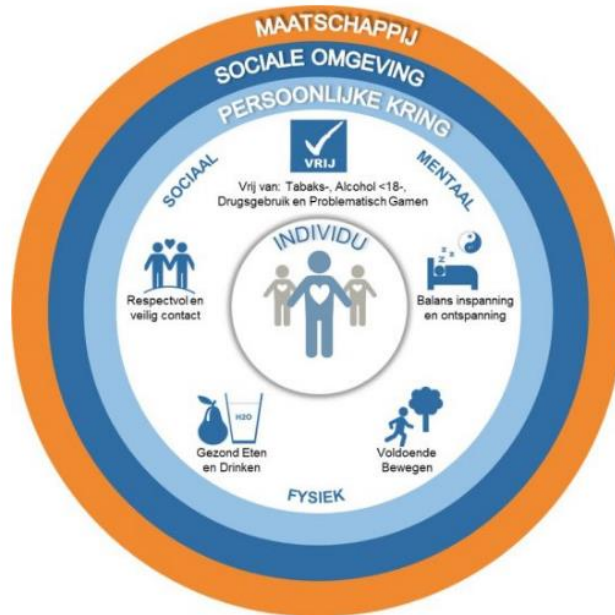 MAATSCHAPPIJ
SOCIALE OMGEVING
PERSOONLIJKE KRING
VRIJ
SOCIAAL
MENTAAL
Vrij van: Tabaks-, Alcohol <18-,
Drugsgebruik en Problematisch Gamen
INDIVIDU
z z z z
Respectvol en
veilig contact
Balans inspanning
en ontspanning
H2O
Gezond Eten
en Drinken
Voldoende
Bewegen
FYSIEK